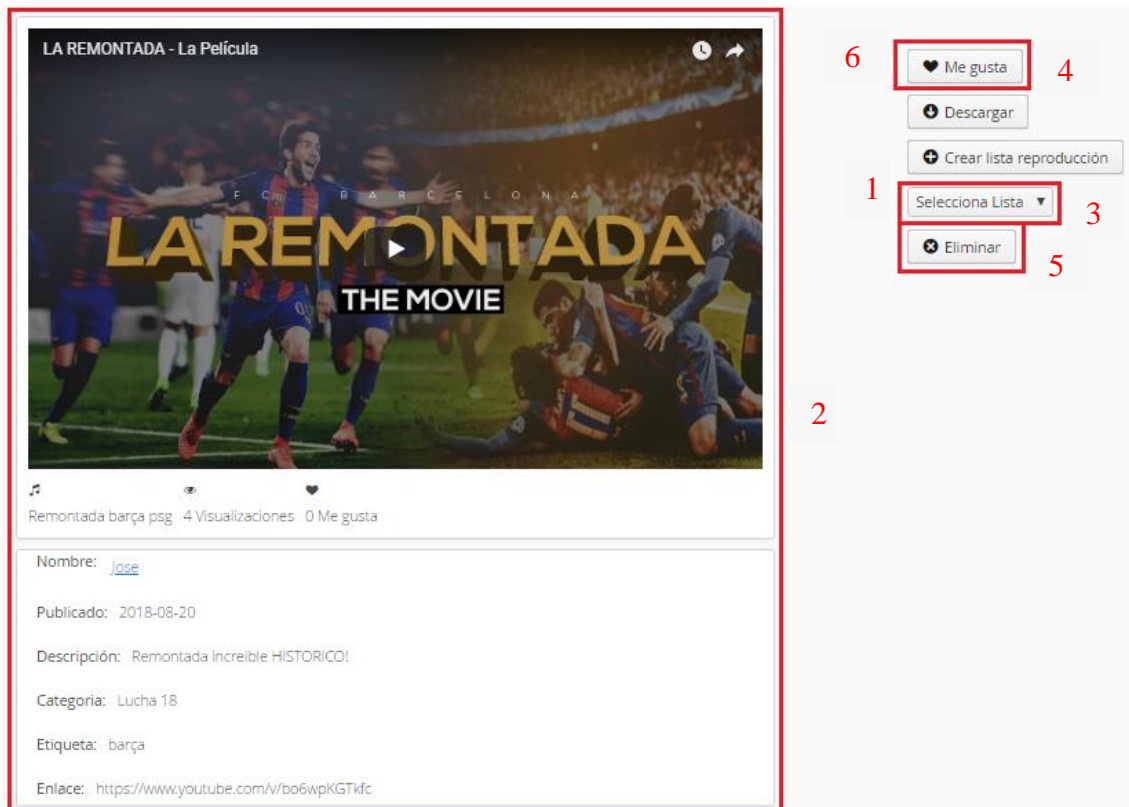 LA REMONTADA - La Película
FC BARCELONA
LA REMONTADA
THE MOVIE
Remontada barça psg 4 Visualizaciones 0 Me gusta
Nombre: Jose
Publicado: 2018-08-20
Descripción: Remontada increible HISTORICO!
Categoria: Lucha 18
Etiqueta: barça
Enlace: https://www.youtube.com/v/bo6wpKGTkfc
2
6 Me gusta 4
Descargar
Crear lista reproducción
1 Selecciona Lista 3
Eliminar 5